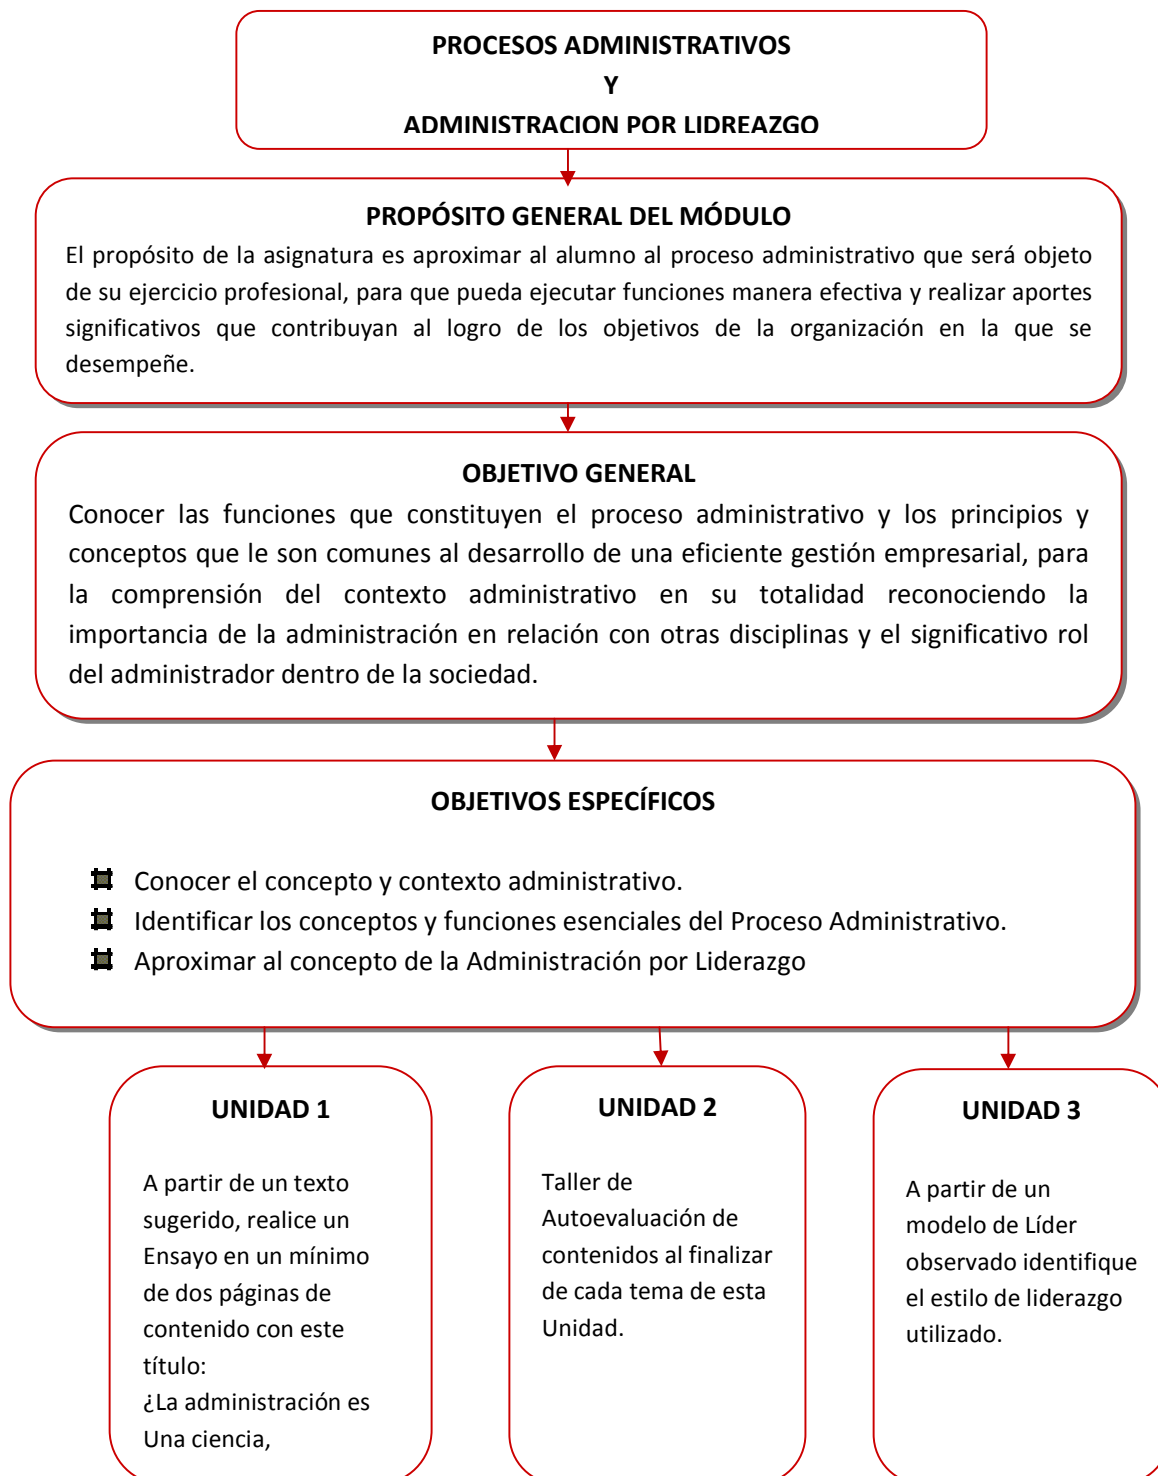 PROCESOS ADMINISTRATIVOS
Y
ADMINISTRACION POR LIDREAZGO
PROPÓSITO GENERAL DEL MÓDULO
El propósito de la asignatura es aproximar al alumno al proceso administrativo que será objeto
de su ejercicio profesional, para que pueda ejecutar funciones manera efectiva y realizar aportes
significativos que contribuyan al logro de los objetivos de la organización en la que se
desempeñe.
OBJETIVO GENERAL
Conocer las funciones que constituyen el proceso administrativo y los principios y
conceptos que le son comunes al desarrollo de una eficiente gestión empresarial, para
la comprensión del contexto administrativo en su totalidad reconociendo la
importancia de la administración en relación con otras disciplinas y el significativo rol
del administrador dentro de la sociedad.
OBJETIVOS ESPECÍFICOS
Conocer el concepto y contexto administrativo.
Identificar los conceptos y funciones esenciales del Proceso Administrativo.
Aproximar al concepto de la Administración por Liderazgo
UNIDAD 1
A partir de un texto
sugerido, realice un
Ensayo en un mínimo
de dos páginas de
contenido con este
título:
¿La administración es
Una ciencia,
UNIDAD 2
Taller de
Autoevaluación de
contenidos al finalizar
de cada tema de esta
Unidad.
UNIDAD 3
A partir de un
modelo de Líder
observado identifique
el estilo de liderazgo
utilizado.